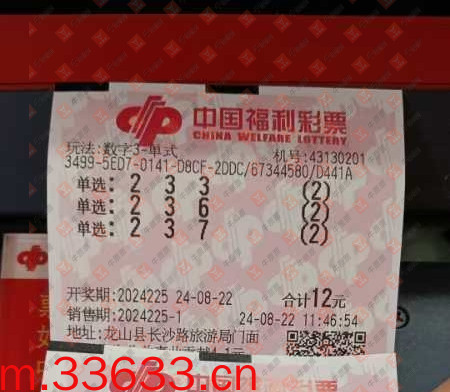 中国福利彩票
CHINA WELFARE LOTTERY
玩法:数字3-单式 机号:43130201
3499-5ED7-0141-D8CF-2DDC/67344580/D441A
单选: 2 3 3 (2)
单选: 2 3 6 (2)
单选: 2 3 7 (2)
开奖期:2024225 24-08-22 合计12元
销售期:2024225-1 24-08-22 11:46:54
地址:龙山县长沙路旅游局门面
m.33633.cn